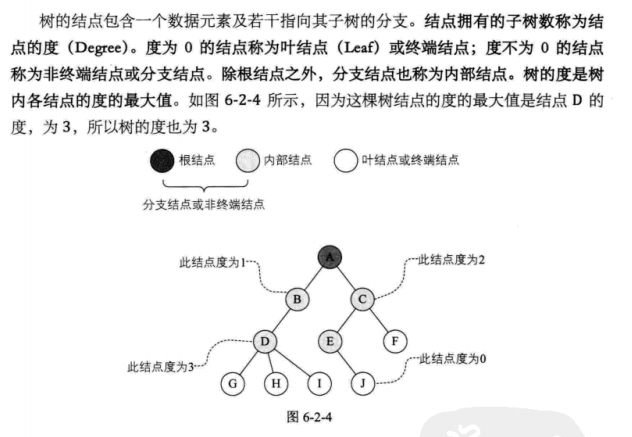 树的结点包含一个数据元素及若干指向其子树的分支。结点拥有的子树数称为结
点的度（Degree）。度为 0 的结点称为叶结点（Leaf）或终端结点；度不为 0 的结点
称为非终端结点或分支结点。除根结点之外，分支结点也称为内部结点。树的度是树
内各结点的度的最大值。如图 6-2-4 所示，因为这棵树结点的度的最大值是结点 D 的
度，为 3，所以树的度也为 3。
根结点 内部结点 叶结点或终端结点
分支结点或非终端结点
A
此结点度为1 此结点度为2
B C
D E F
此结点度为3 此结点度为0
G H I J
图 6-2-4